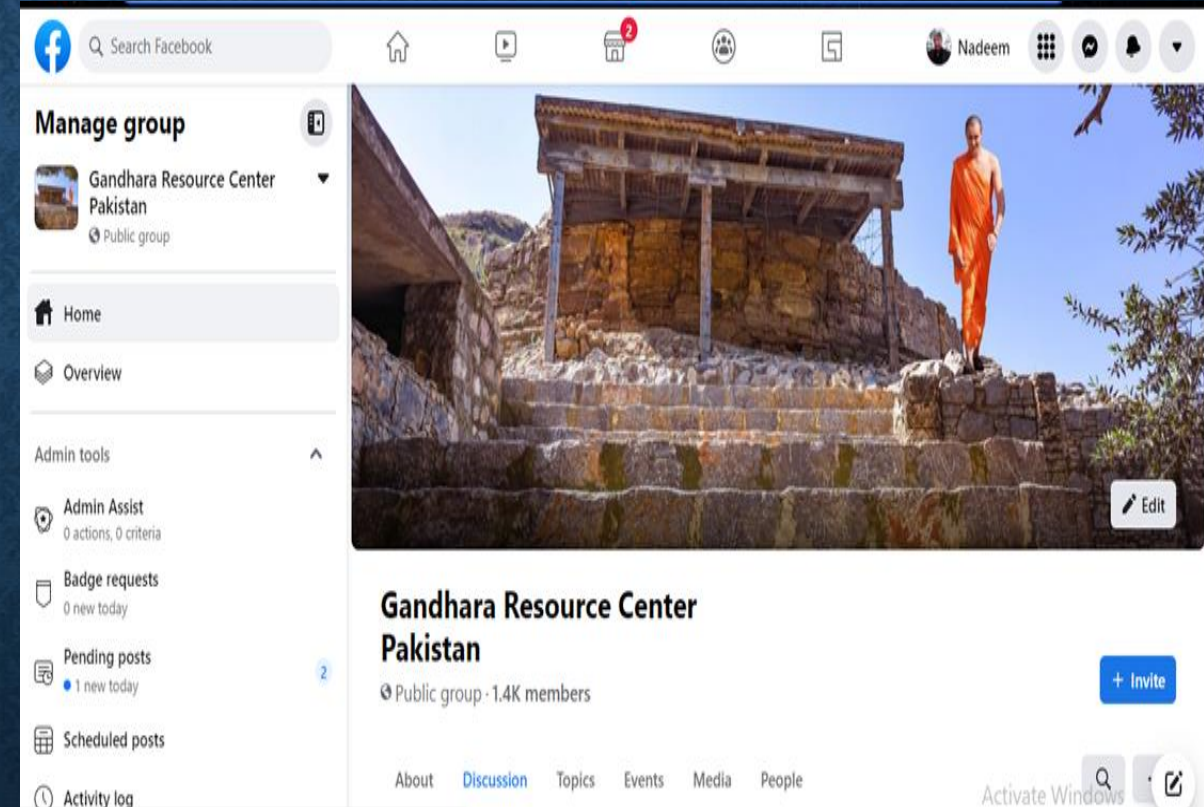 Search Facebook
2
Nadeem
Manage group
Gandhara Resource Center
Pakistan
Public group
Home
Overview
Admin tools
Admin Assist
0 actions, 0 criteria
Badge requests
0 new today
Pending posts
1 new today
2
Scheduled posts
Activity log
Edit
Gandhara Resource Center
Pakistan
Public group · 1.4K members
+ Invite
About Discussion Topics Events Media People
Activate Windows